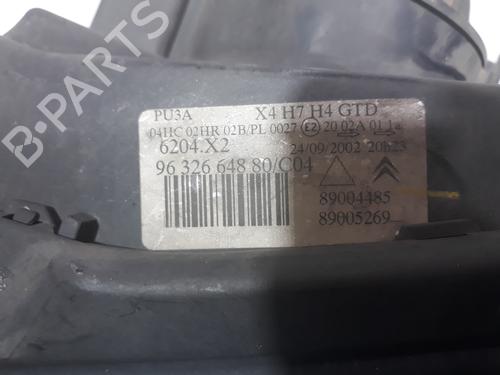 PU3A X4 H7 H4 GTD
04HC 02HR 02B/PL 0027 E2 20 02A 01 1a
6204.X2 24/09/2002 20h23
96 326 648 80/C04
89004485
89005269
B-PARTS